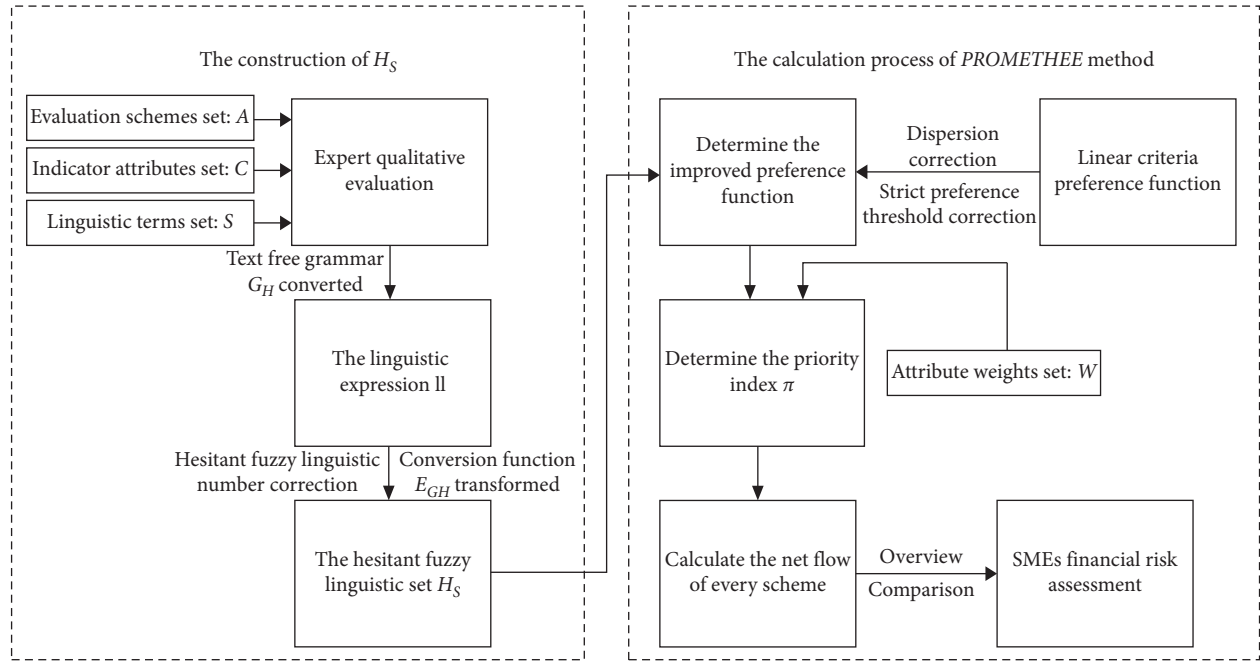 The construction of H_S
Evaluation schemes set: A
Indicator attributes set: C
Linguistic terms set: S
Expert qualitative
evaluation
Text free grammar
G_H converted
The linguistic
expression ll
Hesitant fuzzy linguistic
number correction
Conversion function
E_GH transformed
The hesitant fuzzy
linguistic set H_S
The calculation process of PROMETHEE method
Determine the
improved preference
function
Dispersion
correction
Strict preference
threshold correction
Linear criteria
preference function
Determine the priority
index π
Attribute weights set: W
Calculate the net flow
of every scheme
Overview
Comparison
SMEs financial risk
assessment